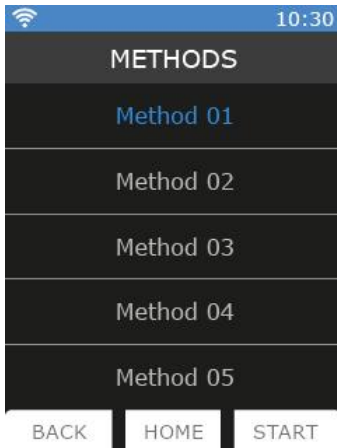 10:30
METHODS
Method 01
Method 02
Method 03
Method 04
Method 05
BACK HOME START